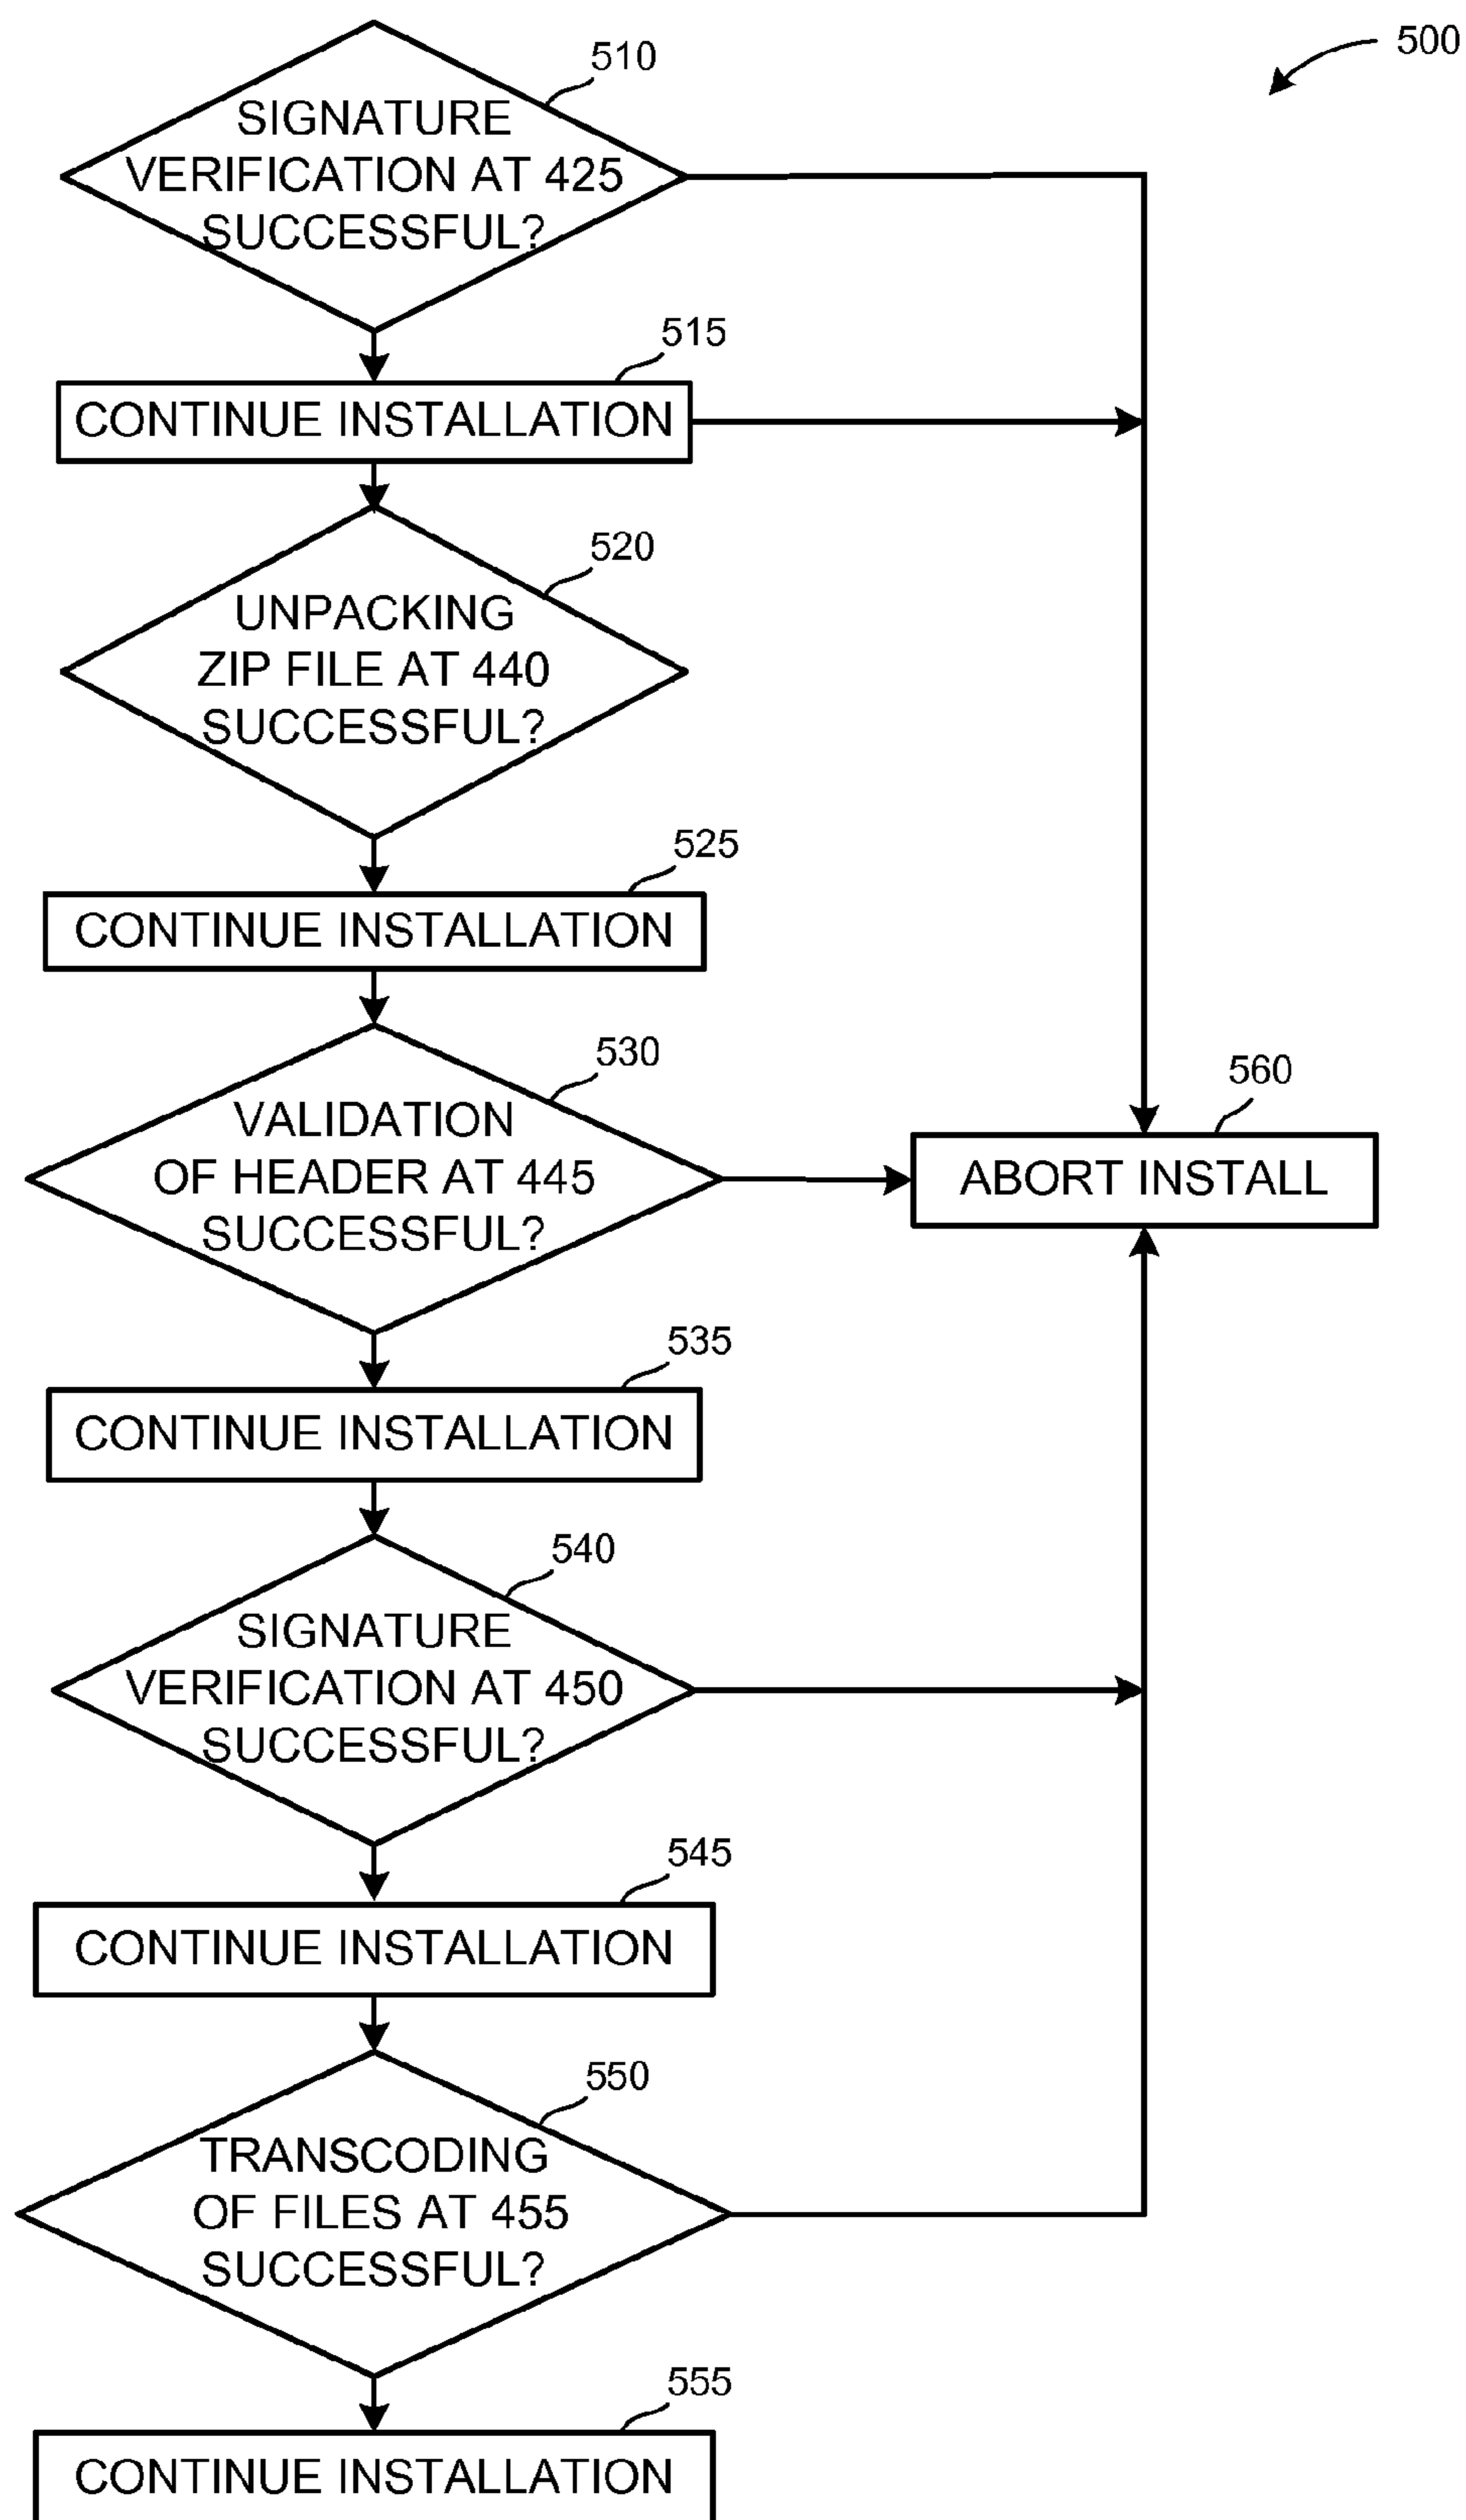 500
510
SIGNATURE
VERIFICATION AT 425
SUCCESSFUL?
515
CONTINUE INSTALLATION
520
UNPACKING
ZIP FILE AT 440
SUCCESSFUL?
525
CONTINUE INSTALLATION
530
VALIDATION
OF HEADER AT 445
SUCCESSFUL?
560
ABORT INSTALL
535
CONTINUE INSTALLATION
540
SIGNATURE
VERIFICATION AT 450
SUCCESSFUL?
545
CONTINUE INSTALLATION
550
TRANSCODING
OF FILES AT 455
SUCCESSFUL?
555
CONTINUE INSTALLATION